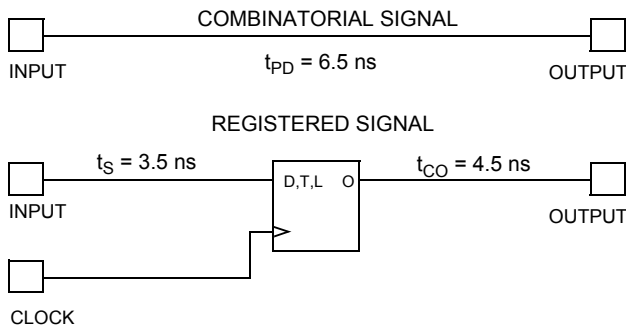 COMBINATORIAL SIGNAL
INPUT
tPD = 6.5 ns
OUTPUT
REGISTERED SIGNAL
tS = 3.5 ns
tCO = 4.5 ns
D,T,L O
INPUT
OUTPUT
CLOCK